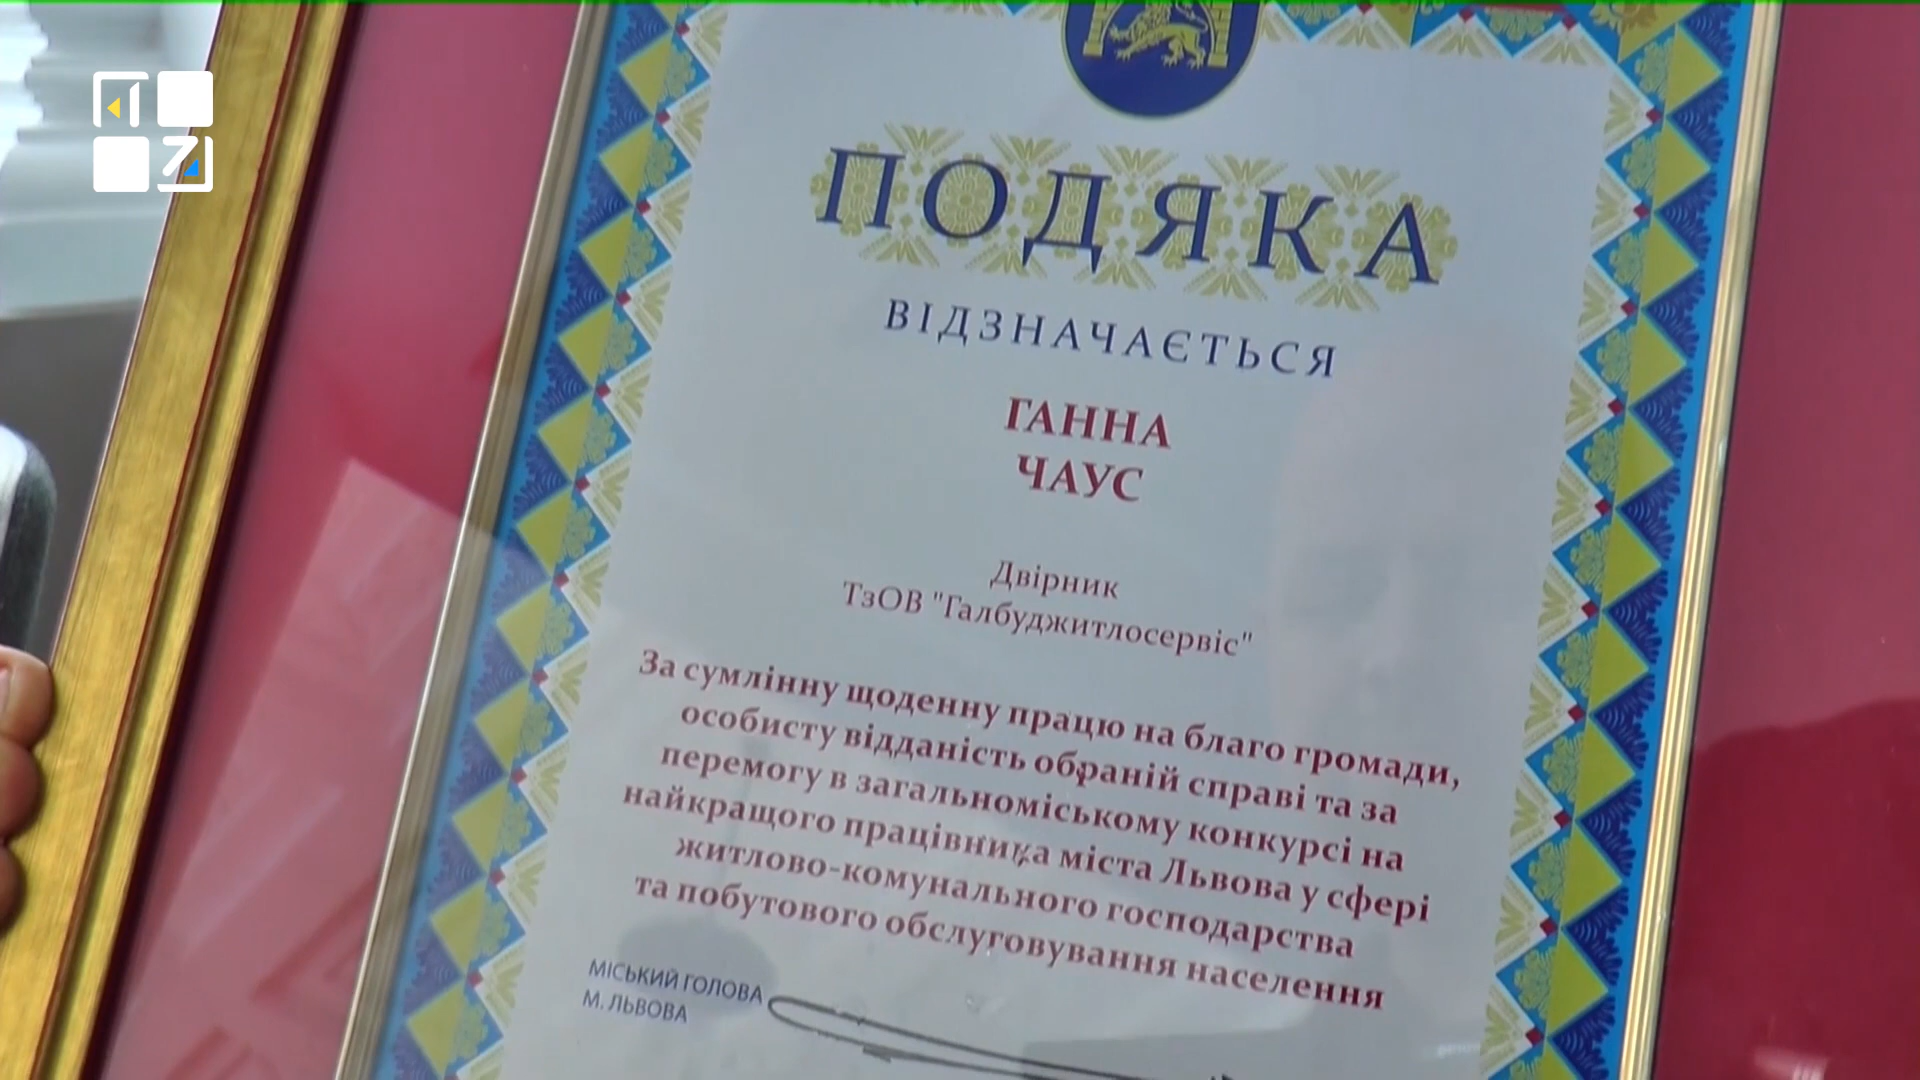 ПОДЯКА
ВІДЗНАЧАЄТЬСЯ
ГАННА
ЧАУС
Двірник
ТзОВ "Галбуджитлосервіс"
За сумлінну щоденну працю на благо громади,
особисту відданість обраній справі та за
перемогу в загальноміському конкурсі на
найкращого працівника міста Львова у сфері
житлово-комунального господарства
та побутового обслуговування населення
МІСЬКИЙ ГОЛОВА
М. ЛЬВОВА